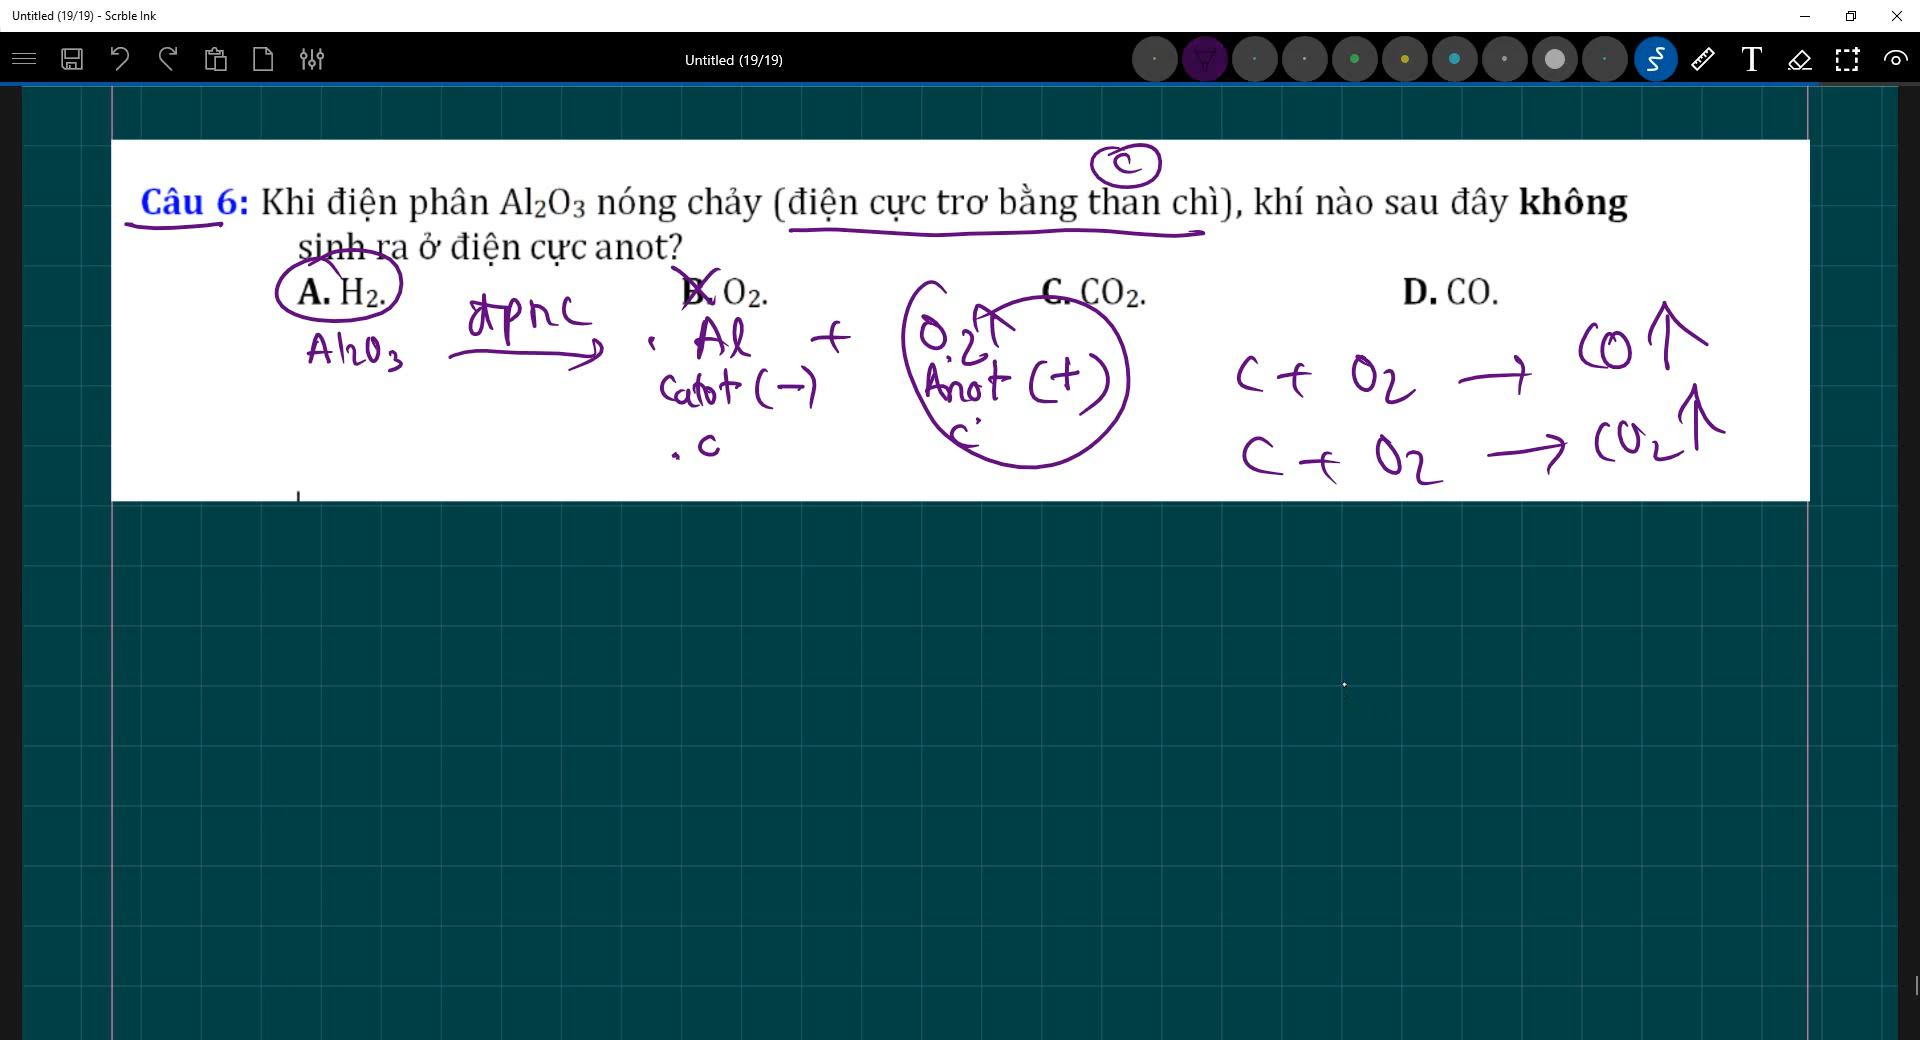 Untitled (19/19) - Scrble Ink
Untitled (19/19)
T
C
Câu 6: Khi điện phân Al₂O₃ nóng chảy (điện cực trơ bằng than chì), khí nào sau đây không
sinh ra ở điện cực anot?
A. H₂. B. O₂. C. CO₂. D. CO.
Al₂O₃ đpnc → Al + O₂↑
Catot (-) Anot (+)
C C
C + O₂ → CO↑
C + O₂ → CO₂↑